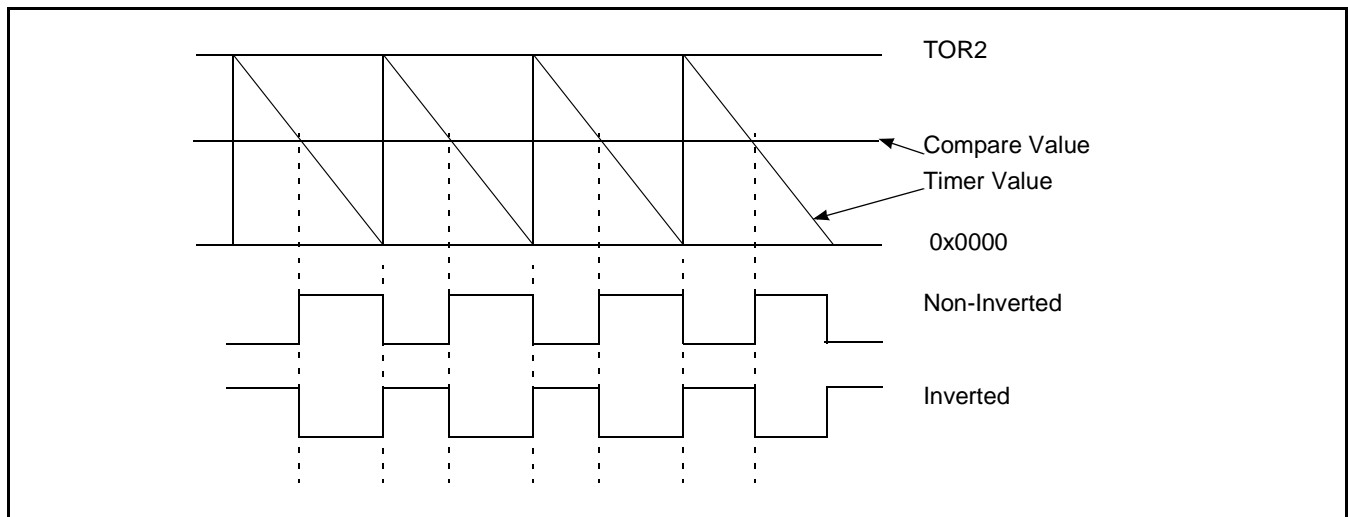 TOR2
Compare Value
Timer Value
0x0000
Non-Inverted
Inverted